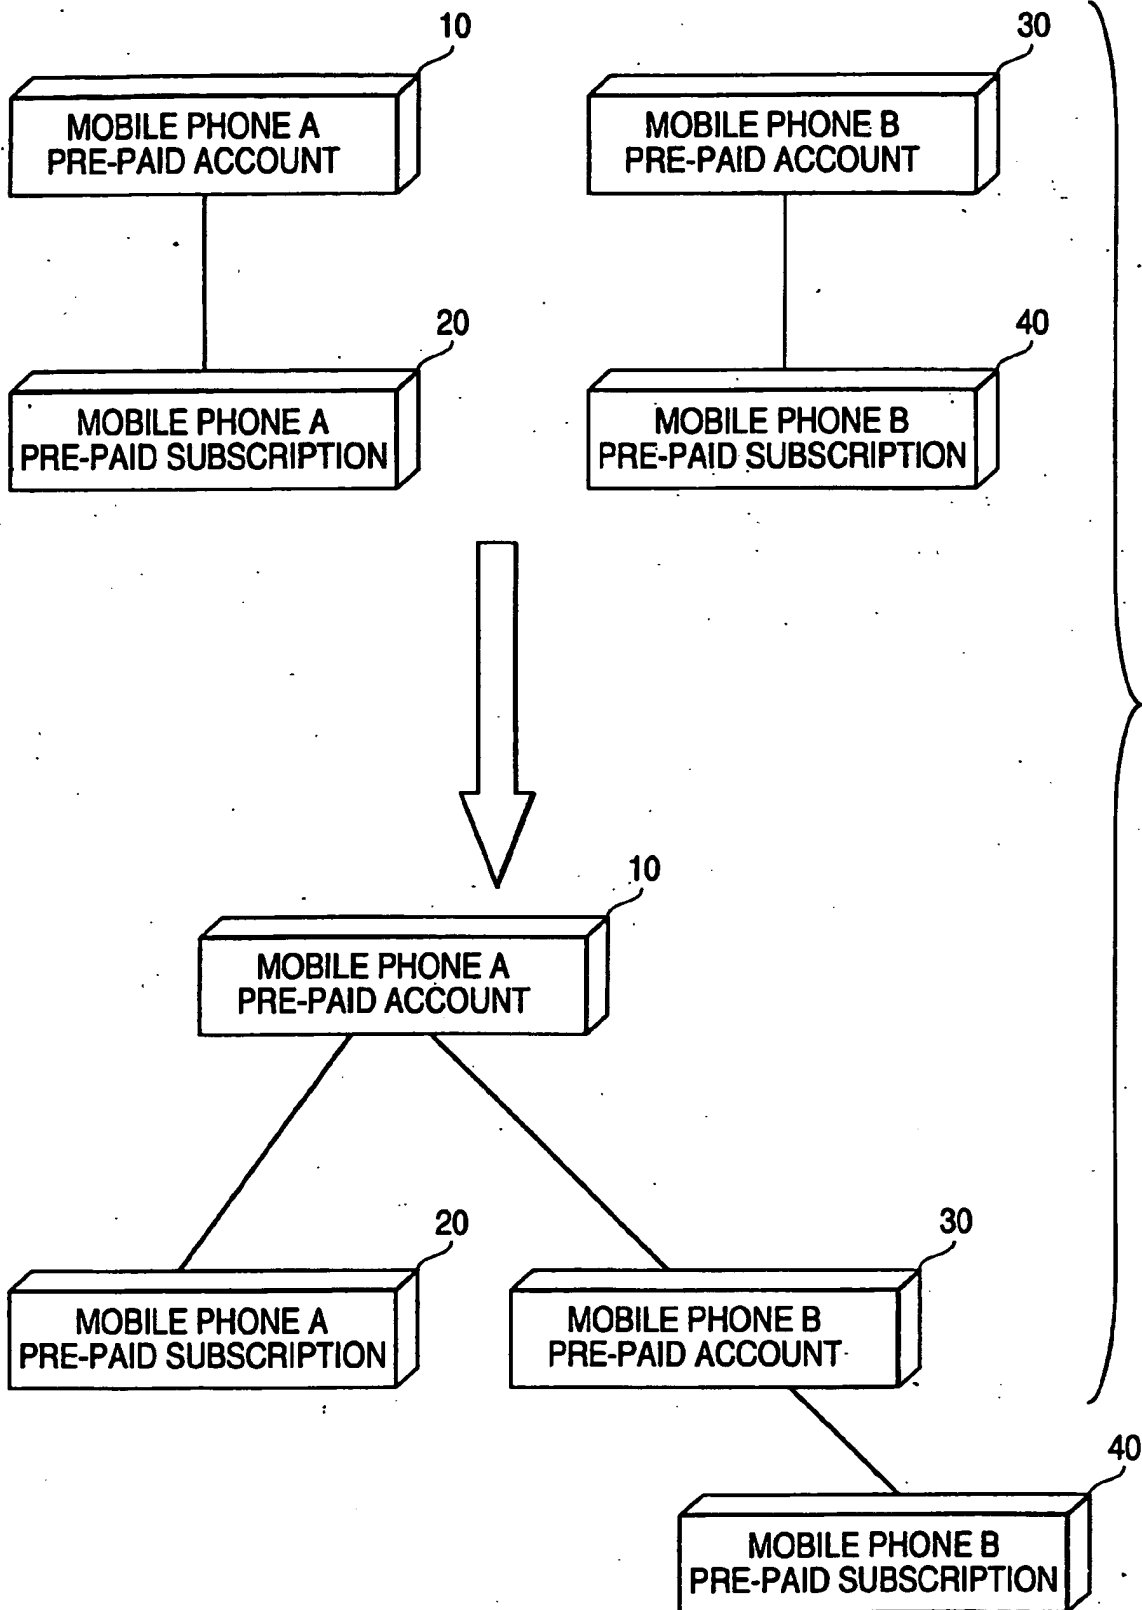 10
30
MOBILE PHONE A
PRE-PAID ACCOUNT
MOBILE PHONE B
PRE-PAID ACCOUNT
20
40
MOBILE PHONE A
PRE-PAID SUBSCRIPTION
MOBILE PHONE B
PRE-PAID SUBSCRIPTION
10
MOBILE PHONE A
PRE-PAID ACCOUNT
20
30
MOBILE PHONE A
PRE-PAID SUBSCRIPTION
MOBILE PHONE B
PRE-PAID ACCOUNT
40
MOBILE PHONE B
PRE-PAID SUBSCRIPTION